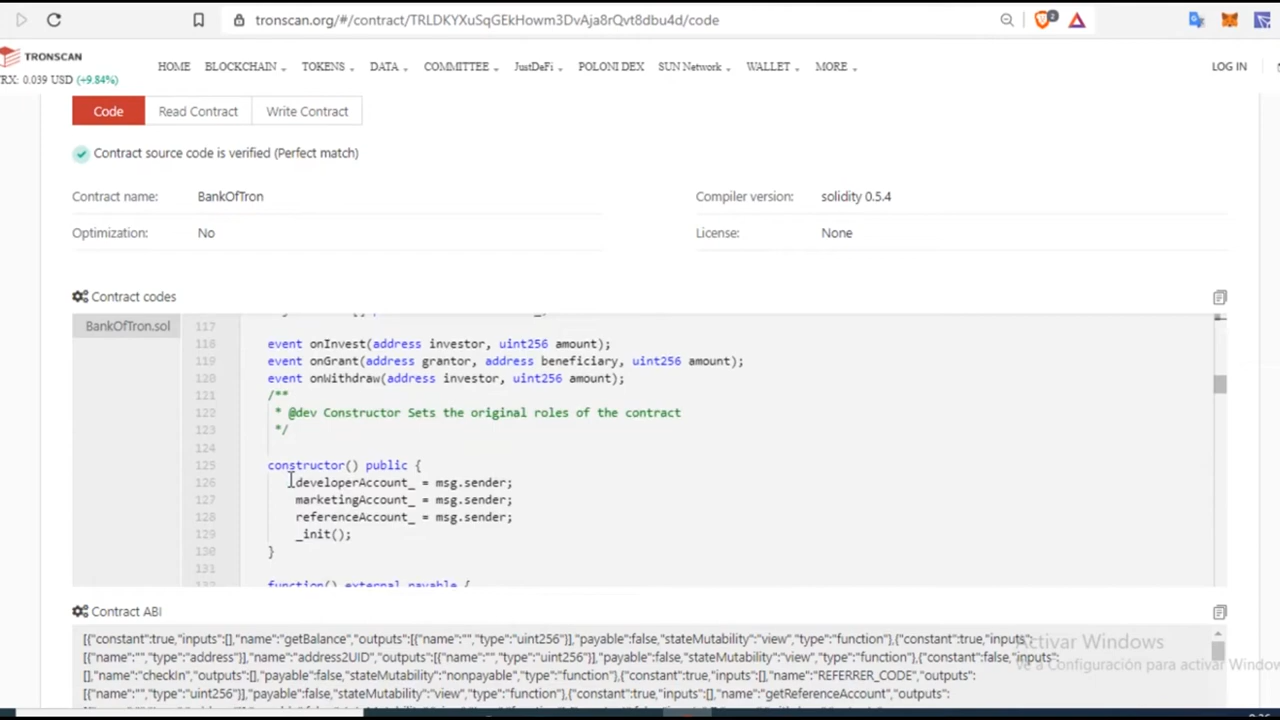 tronscan.org/#/contract/TRLDKYXuSqGEkHowm3DvAja8rQvt8dbu4d/code
2
TRONSCAN
TRX: 0.039 USD (+9.84%)
HOME BLOCKCHAIN TOKENS DATA COMMITTEE JustDeFi POLONI DEX SUN Network WALLET MORE LOG IN
Code Read Contract Write Contract
Contract source code is verified (Perfect match)
Contract name: BankOfTron Compiler version: solidity 0.5.4
Optimization: No License: None
Contract codes
BankOfTron.sol
117
118 event onInvest(address investor, uint256 amount);
119 event onGrant(address grantor, address beneficiary, uint256 amount);
120 event onWithdraw(address investor, uint256 amount);
121 /**
122 * @dev Constructor Sets the original roles of the contract
123 */
124
125 constructor() public {
126 developerAccount_ = msg.sender;
127 marketingAccount_ = msg.sender;
128 referenceAccount_ = msg.sender;
129 _init();
130 }
131
132 function() external payable {
Contract ABI
[{"constant":true,"inputs":[],"name":"getBalance","outputs":[{"name":"","type":"uint256"}],"payable":false,"stateMutability":"view","type":"function"},{"constant":true,"inputs":
[{"name":"","type":"address"}],"name":"address2UID","outputs":[{"name":"","type":"uint256"}],"payable":false,"stateMutability":"view","type":"function"},{"constant":false,"inputs":
[],"name":"checkIn","outputs":[],"payable":false,"stateMutability":"nonpayable","type":"function"},{"constant":true,"inputs":[],"name":"REFERRER_CODE","outputs":
[{"name":"","type":"uint256"}],"payable":false,"stateMutability":"view","type":"function"},{"constant":true,"inputs":[],"name":"getReferenceAccount","outputs":
Activar Windows
Ve a Configuración para activar Windows